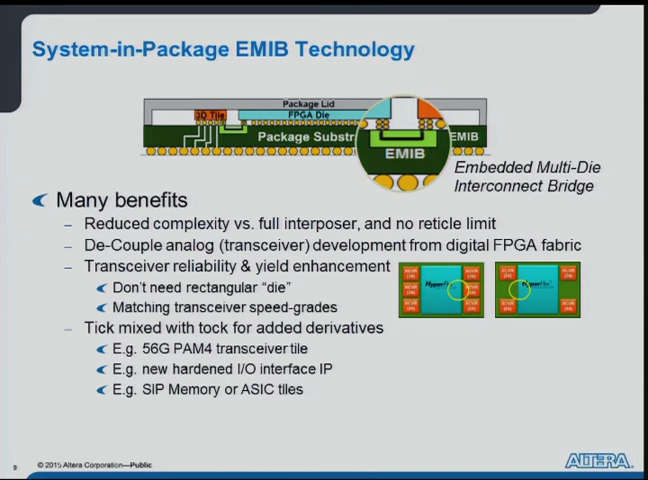 System-in-Package EMIB Technology
Package Lid
3D Tile
FPGA Die
Package Substr
EMIB
EMIB
Embedded Multi-Die
Interconnect Bridge
Many benefits
– Reduced complexity vs. full interposer, and no reticle limit
– De-Couple analog (transceiver) development from digital FPGA fabric
– Transceiver reliability & yield enhancement
Don't need rectangular "die"
Matching transceiver speed-grades
– Tick mixed with tock for added derivatives
E.g. 56G PAM4 transceiver tile
E.g. new hardened I/O interface IP
E.g. SIP Memory or ASIC tiles
© 2015 Altera Corporation—Public
ALTERA